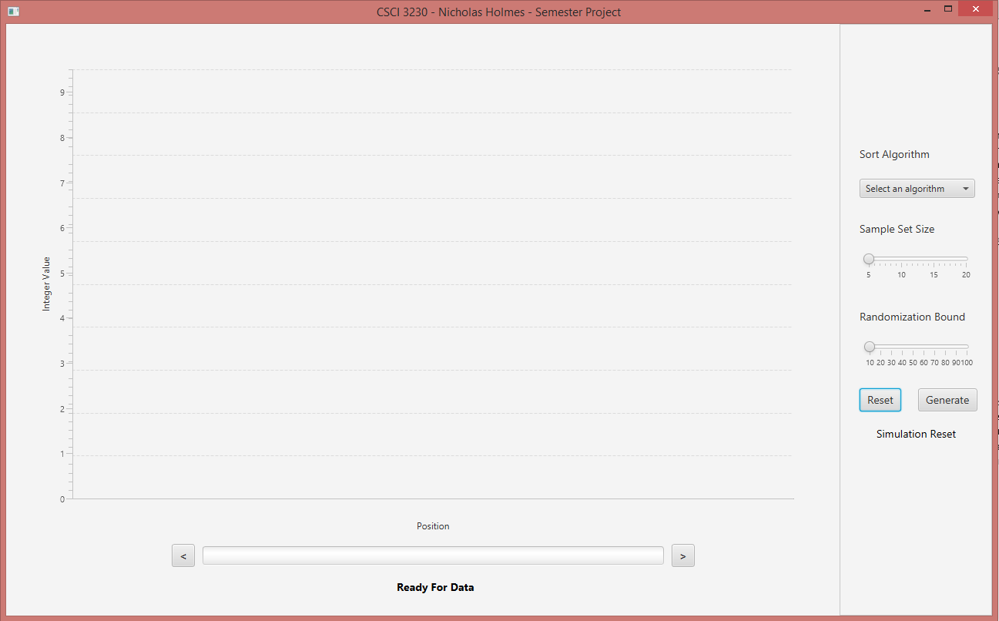 CSCI 3230 - Nicholas Holmes - Semester Project
9
8
7
6
5
4
3
2
1
0
Integer Value
Position
<
>
Ready For Data
Sort Algorithm
Select an algorithm
Sample Set Size
5 10 15 20
Randomization Bound
10 20 30 40 50 60 70 80 90 100
Reset Generate
Simulation Reset